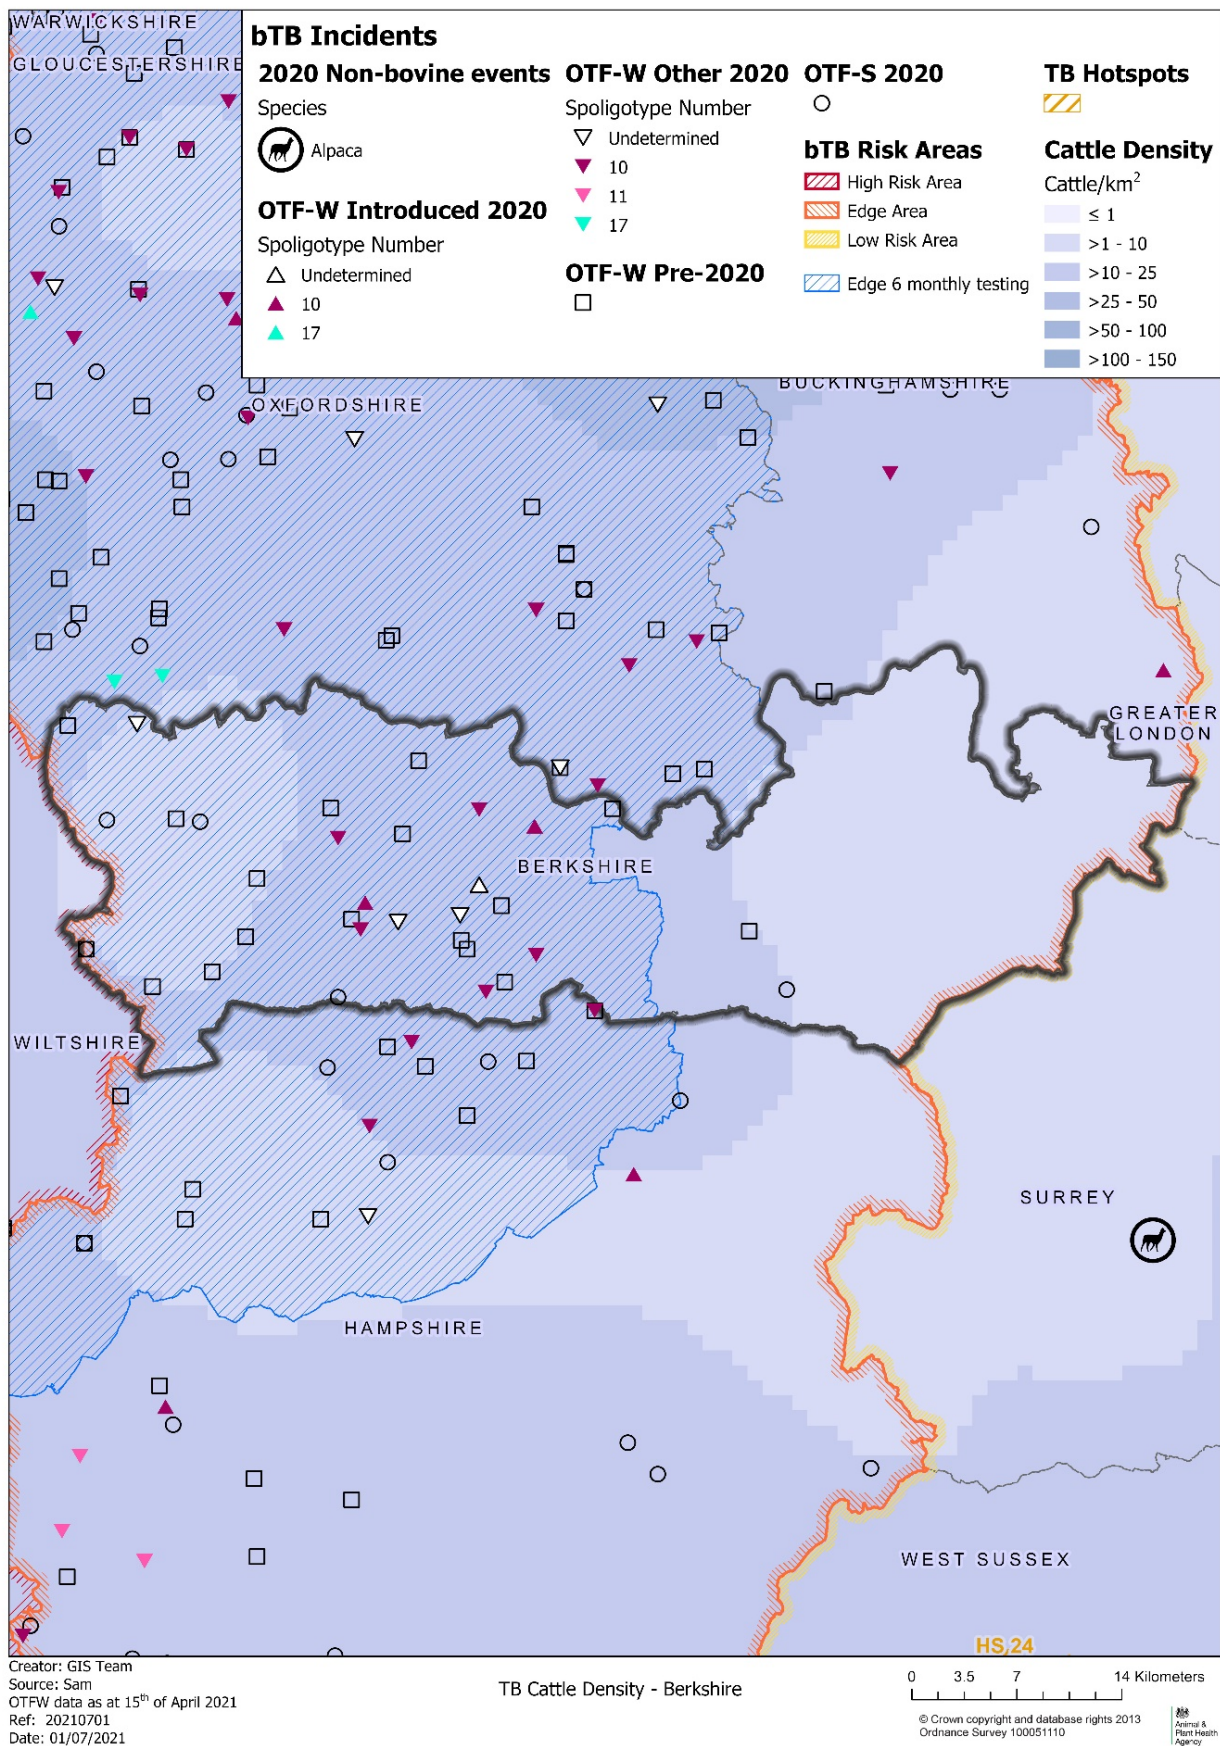 WARWICKSHIRE
GLOUCESTERSHIRE
bTB Incidents
2020 Non-bovine events
Species
Alpaca
OTF-W Introduced 2020
Spoligotype Number
Undetermined
10
17
OTF-W Other 2020
Spoligotype Number
Undetermined
10
11
17
OTF-W Pre-2020
OTF-S 2020
bTB Risk Areas
High Risk Area
Edge Area
Low Risk Area
Edge 6 monthly testing
TB Hotspots
Cattle Density
Cattle/km²
≤ 1
>1 - 10
>10 - 25
>25 - 50
>50 - 100
>100 - 150
BUCKINGHAMSHIRE
OXFORDSHIRE
GREATER
LONDON
BERKSHIRE
WILTSHIRE
SURREY
HAMPSHIRE
WEST SUSSEX
HS 24
Creator: GIS Team
Source: Sam
OTFW data as at 15th of April 2021
Ref: 20210701
Date: 01/07/2021
TB Cattle Density - Berkshire
0 3.5 7 14 Kilometers
© Crown copyright and database rights 2013
Ordnance Survey 100051110
Animal &
Plant Health
Agency